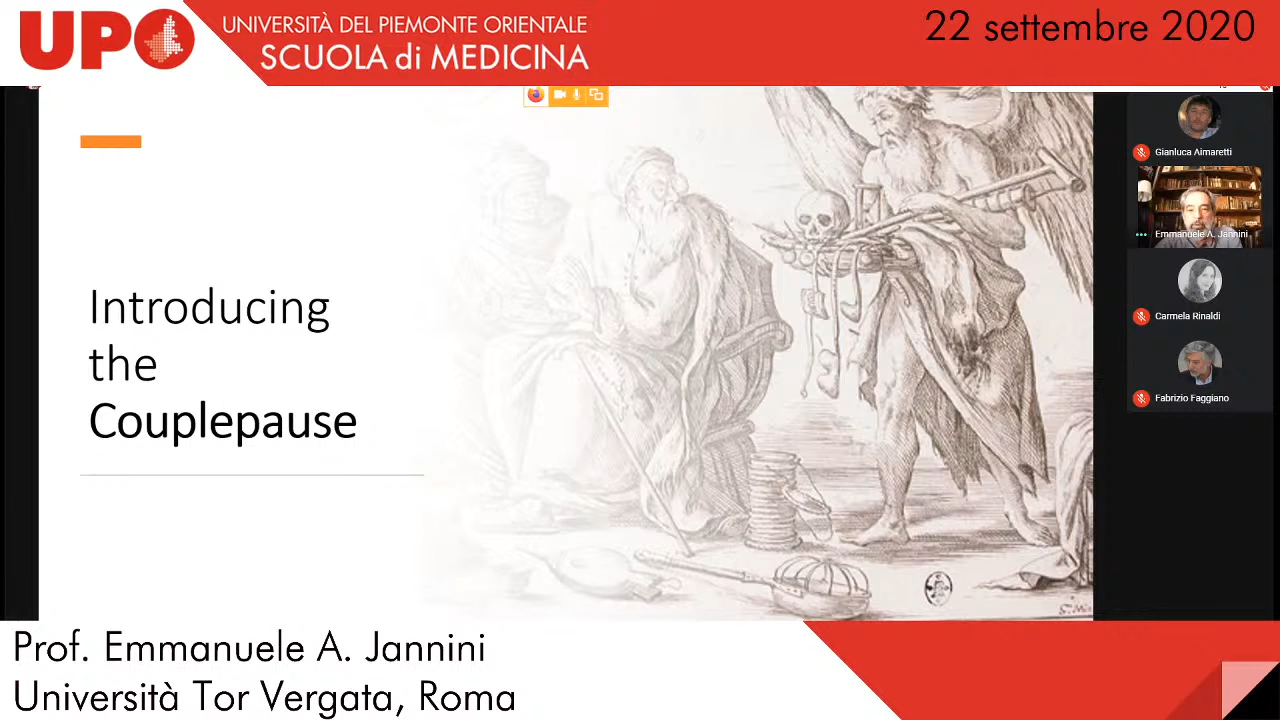 UPO
UNIVERSITÀ DEL PIEMONTE ORIENTALE
SCUOLA di MEDICINA
22 settembre 2020
Introducing
the
Couplepause
Gianluca Aimaretti
Emmanuele A. Jannini
Carmela Rinaldi
Fabrizio Faggiano
Prof. Emmanuele A. Jannini
Università Tor Vergata, Roma